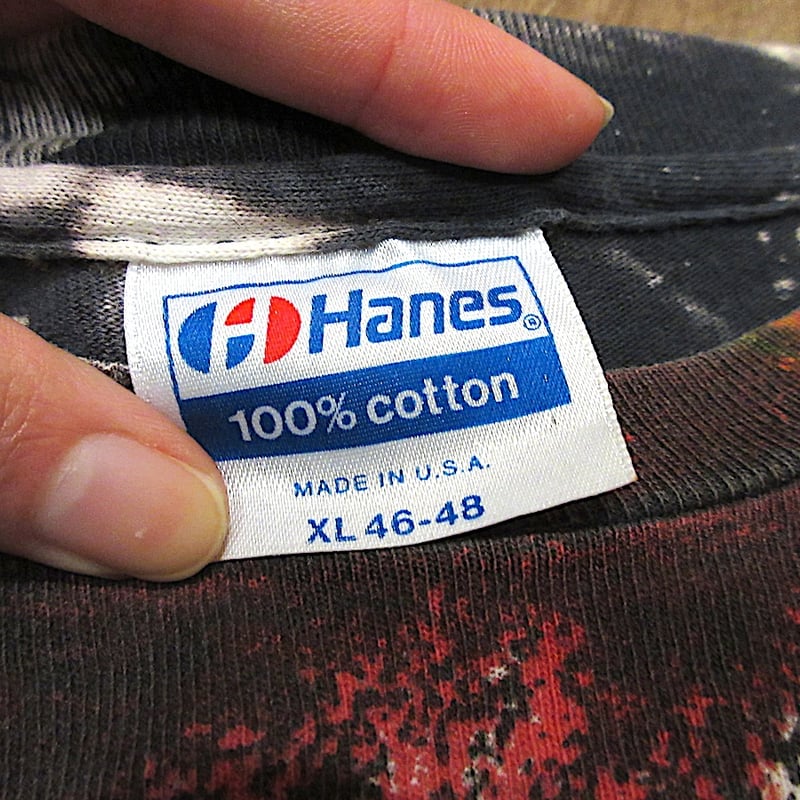 Hanes®
100% cotton
MADE IN U.S.A.
XL 46-48